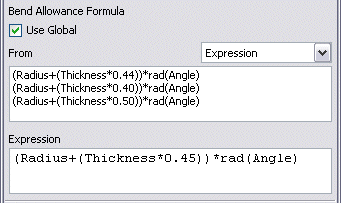 Bend Allowance Formula
Use Global
From
Expression
(Radius+(Thickness*0.44))*rad(Angle)
(Radius+(Thickness*0.40))*rad(Angle)
(Radius+(Thickness*0.50))*rad(Angle)
Expression
(Radius+(Thickness*0.45))*rad(Angle)